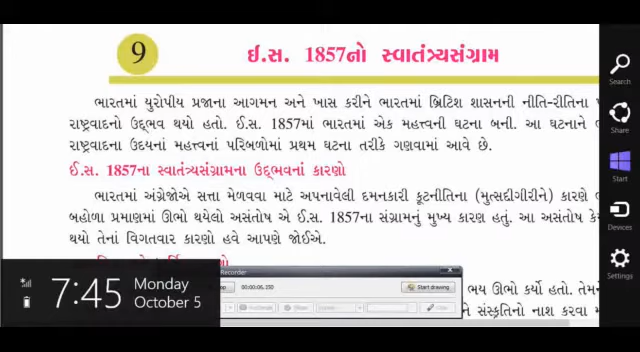 9
ઈ.સ. 1857નો સ્વાતંત્ર્યસંગ્રામ
ભારતમાં યુરોપીય પ્રજાના આગમન અને ખાસ કરીને ભારતમાં બ્રિટિશ શાસનની નીતિ-રીતિના
રાષ્ટ્રવાદનો ઉદ્ભવ થયો હતો. ઈ.સ. 1857માં ભારતમાં એક મહત્ત્વની ઘટના બની. આ ઘટનાને
રાષ્ટ્રવાદના ઉદયનાં મહત્ત્વનાં પરિબળોમાં પ્રથમ ઘટના તરીકે ગણવામાં આવે છે.
ઈ.સ. 1857ના સ્વાતંત્ર્યસંગ્રામના ઉદ્ભવનાં કારણો
ભારતમાં અંગ્રેજોએ સત્તા મેળવવા માટે અપનાવેલી દમનકારી કૂટનીતિના (મુત્સદ્દીગીરીને) કારણે
બહોળા પ્રમાણમાં ઊભો થયેલો અસંતોષ એ ઈ.સ. 1857ના સંગ્રામનું મુખ્ય કારણ હતું. આ અસંતોષ
થયો તેનાં વિગતવાર કારણો હવે આપણે જોઈએ.
Recorder
00:00:06.330
Start drawing
ભય ઊભો કર્યો હતો.
સંસ્કૃતિનો નાશ કરવા
7:45
Monday
October 5
Search
Share
Start
Devices
Settings